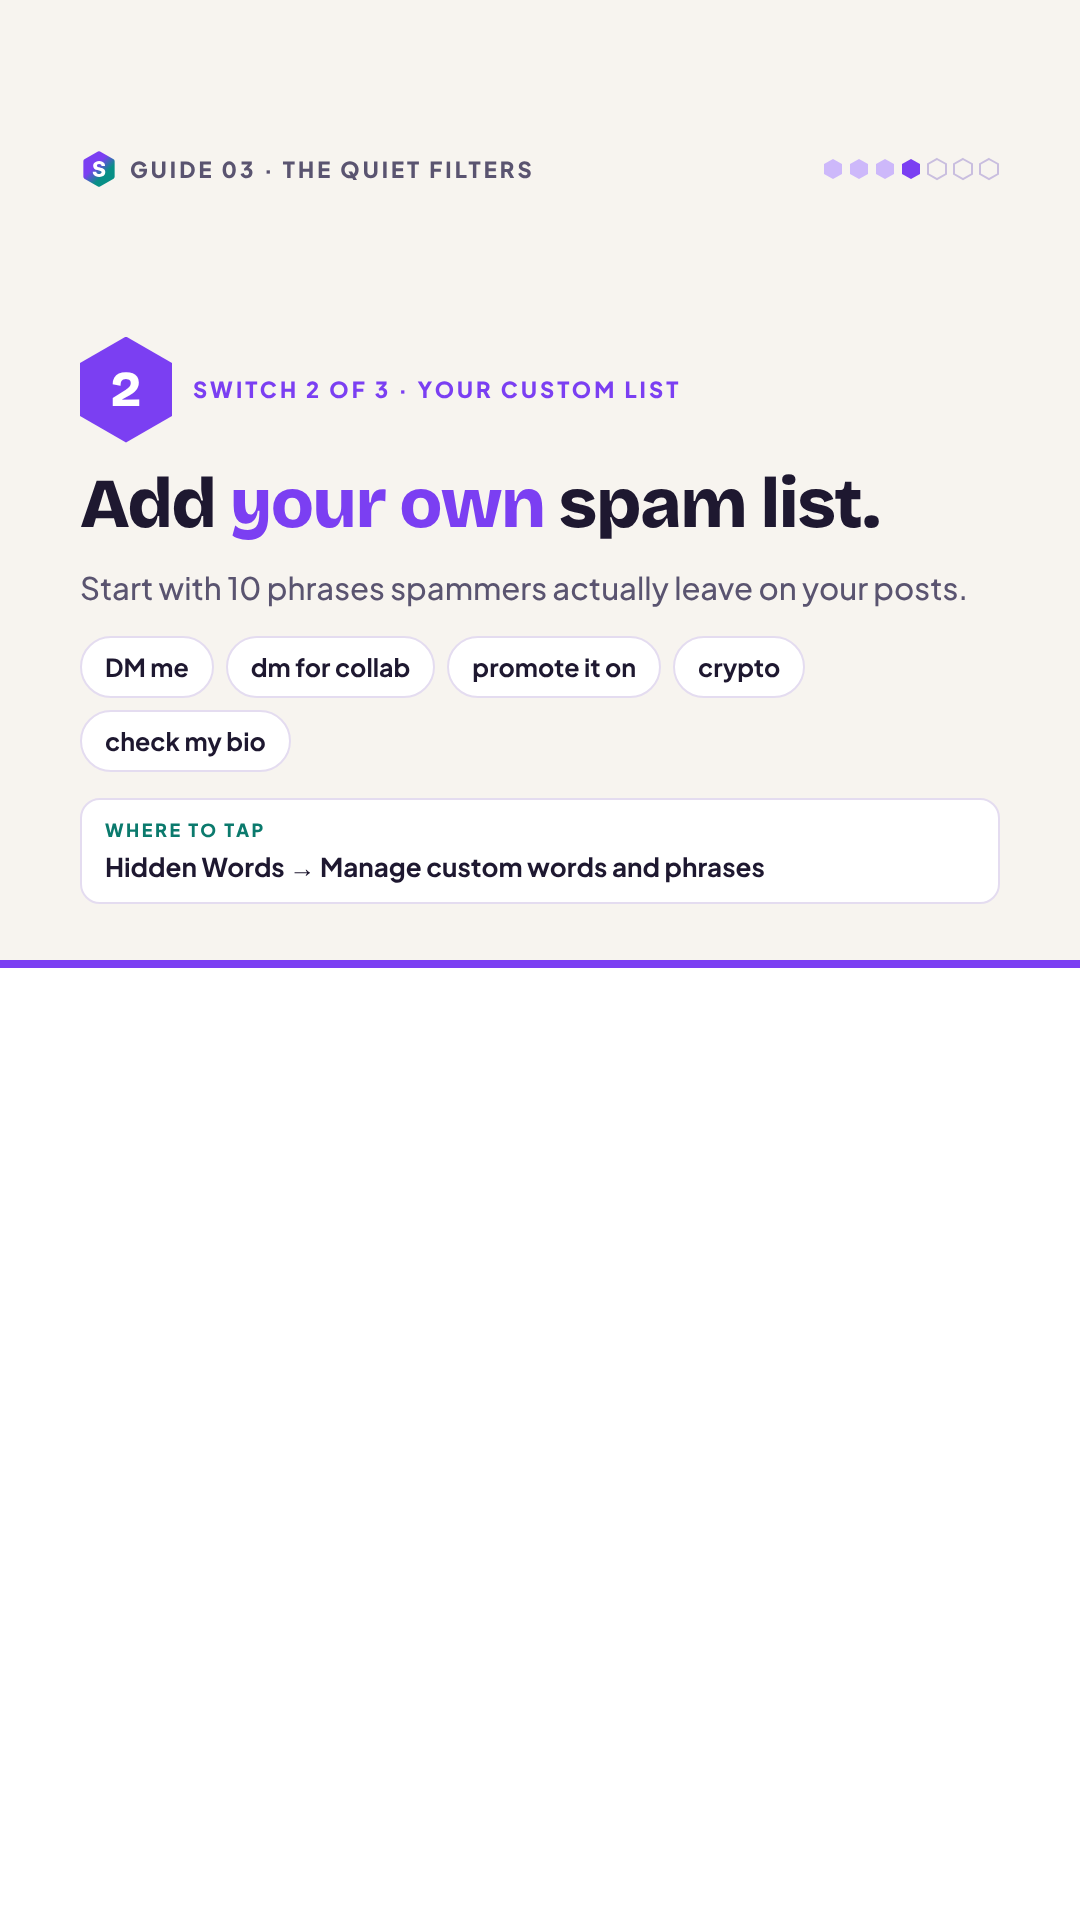 S GUIDE 03 · THE QUIET FILTERS
2 SWITCH 2 OF 3 · YOUR CUSTOM LIST
Add your own spam list.
Start with 10 phrases spammers actually leave on your posts.
DM me dm for collab promote it on crypto
check my bio
WHERE TO TAP
Hidden Words → Manage custom words and phrases